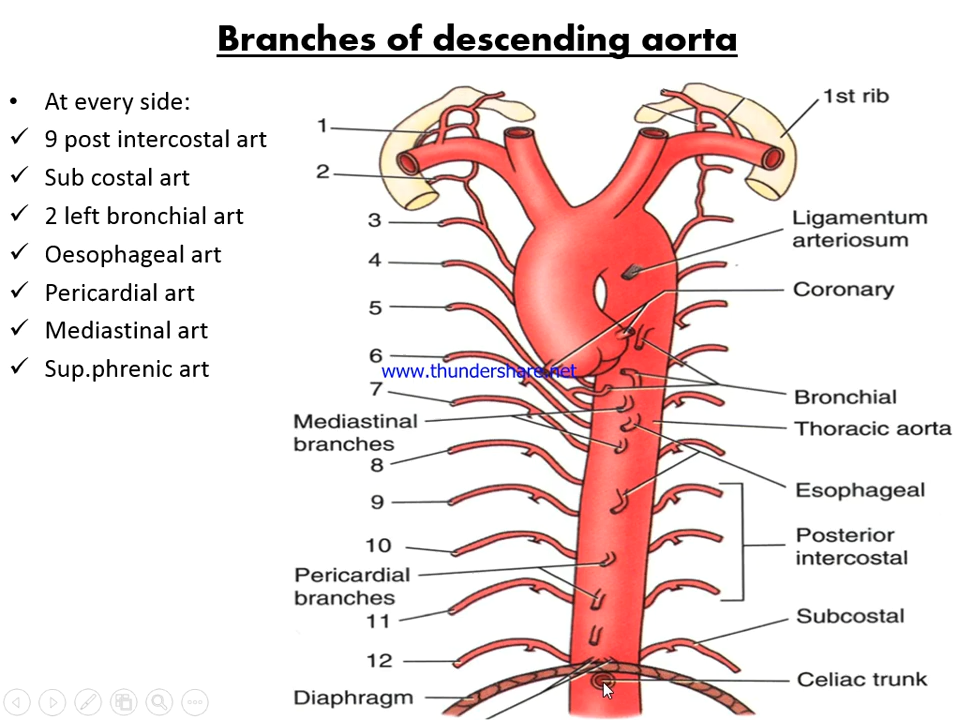 Branches of descending aorta
• At every side:
✓ 9 post intercostal art
✓ Sub costal art
✓ 2 left bronchial art
✓ Oesophageal art
✓ Pericardial art
✓ Mediastinal art
✓ Sup.phrenic art
1
2
3
4
5
6
7
Mediastinal
branches
8
9
10
Pericardial
branches
11
12
Diaphragm
www.thundershare.net
1st rib
Ligamentum
arteriosum
Coronary
Bronchial
Thoracic aorta
Esophageal
Posterior
intercostal
Subcostal
Celiac trunk